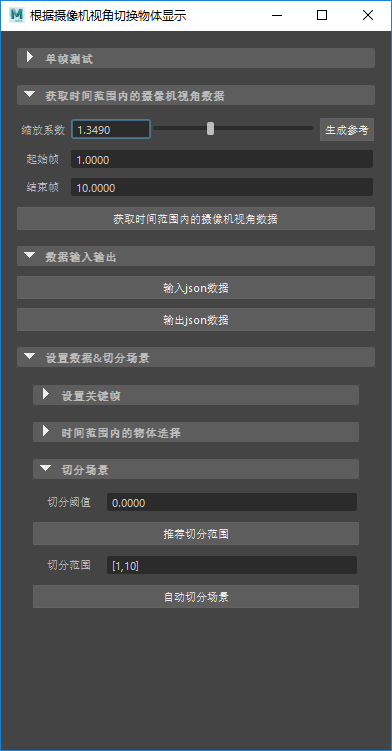 根据摄像机视角切换物体显示
单帧测试
获取时间范围内的摄像机视角数据
缩放系数 1.3490 生成参考
起始帧 1.0000
结束帧 10.0000
获取时间范围内的摄像机视角数据
数据输入输出
输入json数据
输出json数据
设置数据&切分场景
设置关键帧
时间范围内的物体选择
切分场景
切分阈值 0.0000
推荐切分范围
切分范围 [1,10]
自动切分场景